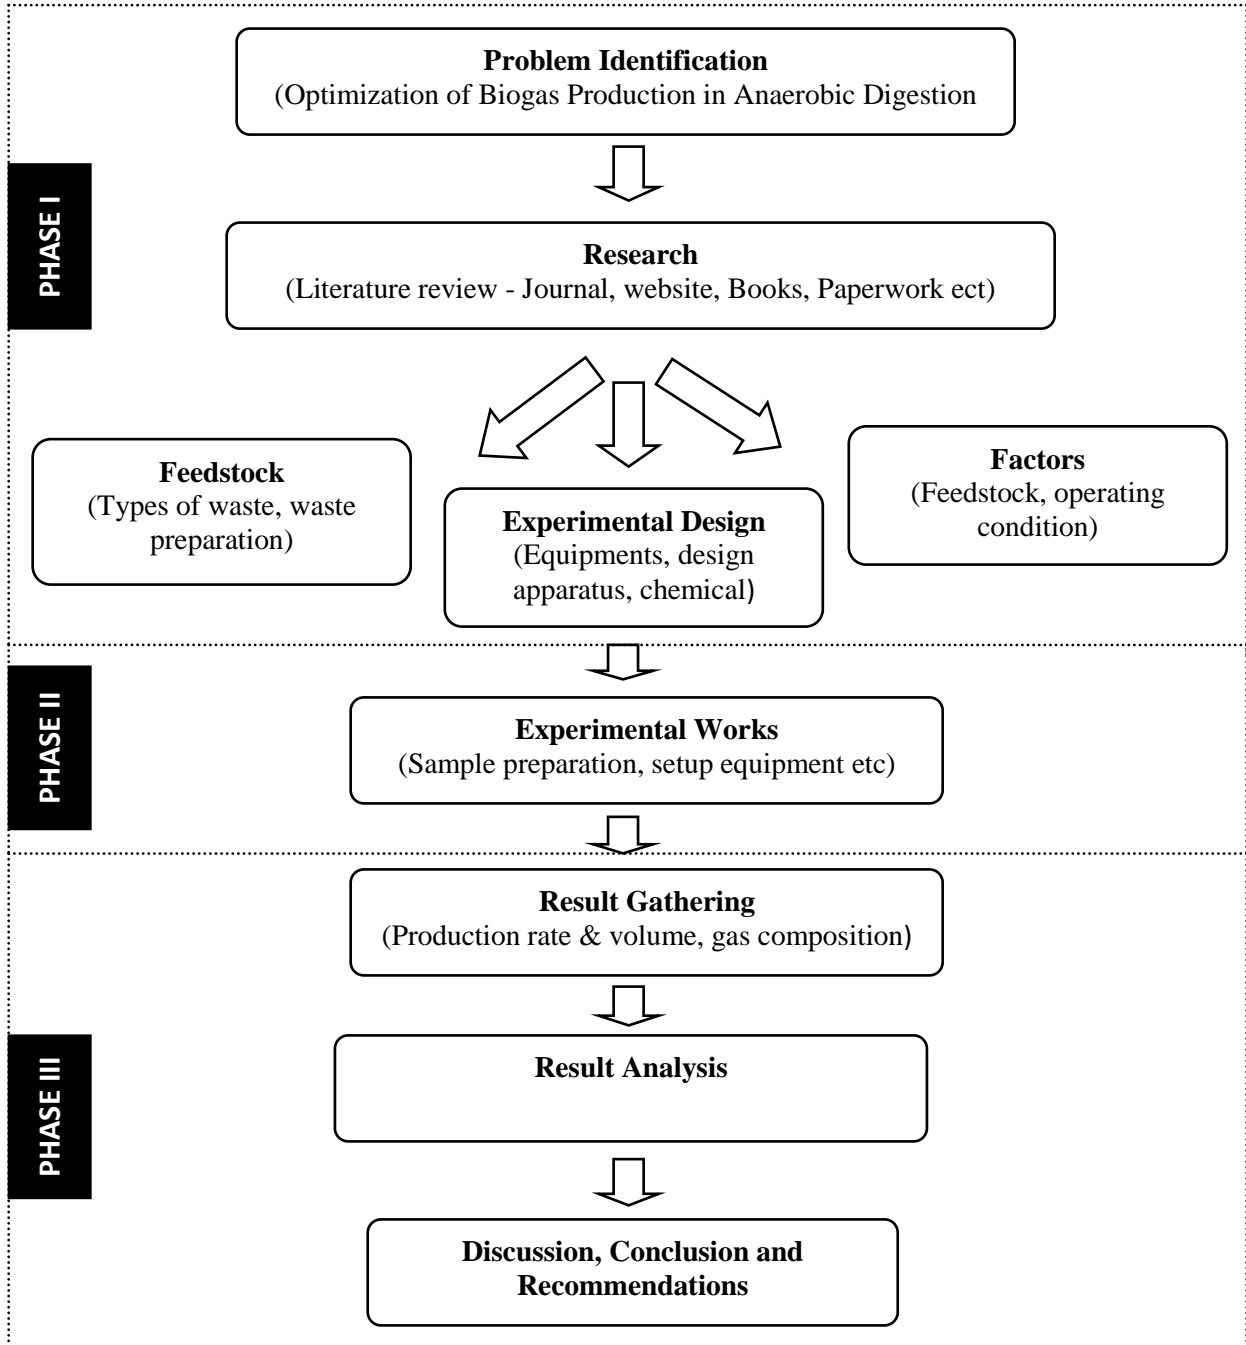 Problem Identification
(Optimization of Biogas Production in Anaerobic Digestion
PHASE I
Research
(Literature review - Journal, website, Books, Paperwork ect)
Feedstock
(Types of waste, waste
preparation)
Experimental Design
(Equipments, design
apparatus, chemical)
Factors
(Feedstock, operating
condition)
PHASE II
Experimental Works
(Sample preparation, setup equipment etc)
Result Gathering
(Production rate & volume, gas composition)
PHASE III
Result Analysis
Discussion, Conclusion and
Recommendations